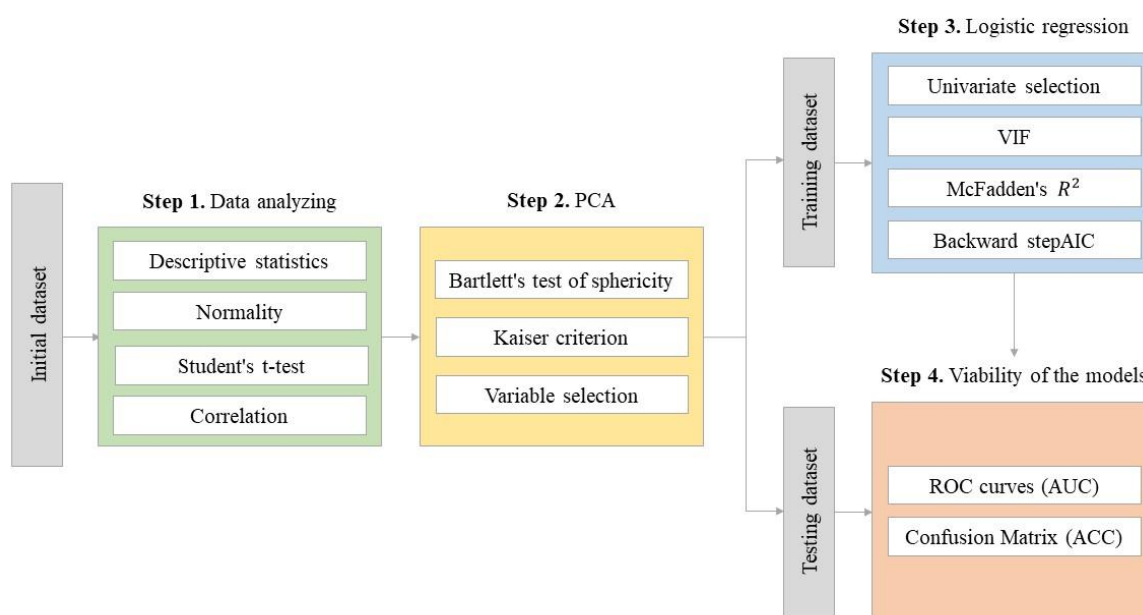 Initial dataset
Step 1. Data analyzing
Descriptive statistics
Normality
Student's t-test
Correlation
Step 2. PCA
Bartlett's test of sphericity
Kaiser criterion
Variable selection
Training dataset
Step 3. Logistic regression
Univariate selection
VIF
McFadden's R²
Backward stepAIC
Testing dataset
Step 4. Viability of the models
ROC curves (AUC)
Confusion Matrix (ACC)